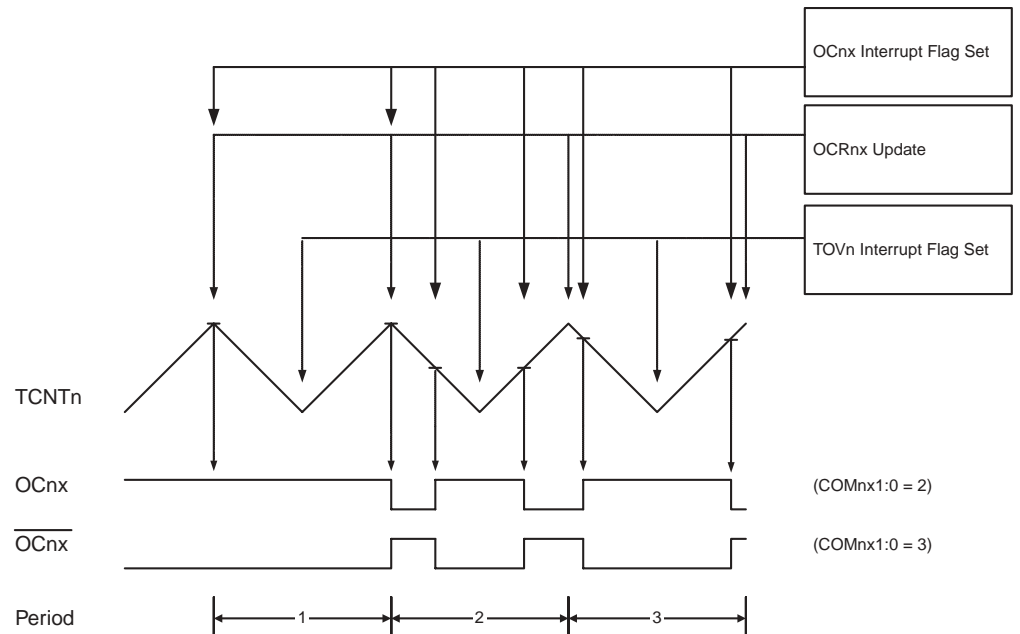 OCnx Interrupt Flag Set
OCRnx Update
TOVn Interrupt Flag Set
TCNTn
OCnx
(COMnx1:0 = 2)
OCnx
(COMnx1:0 = 3)
Period
1
2
3